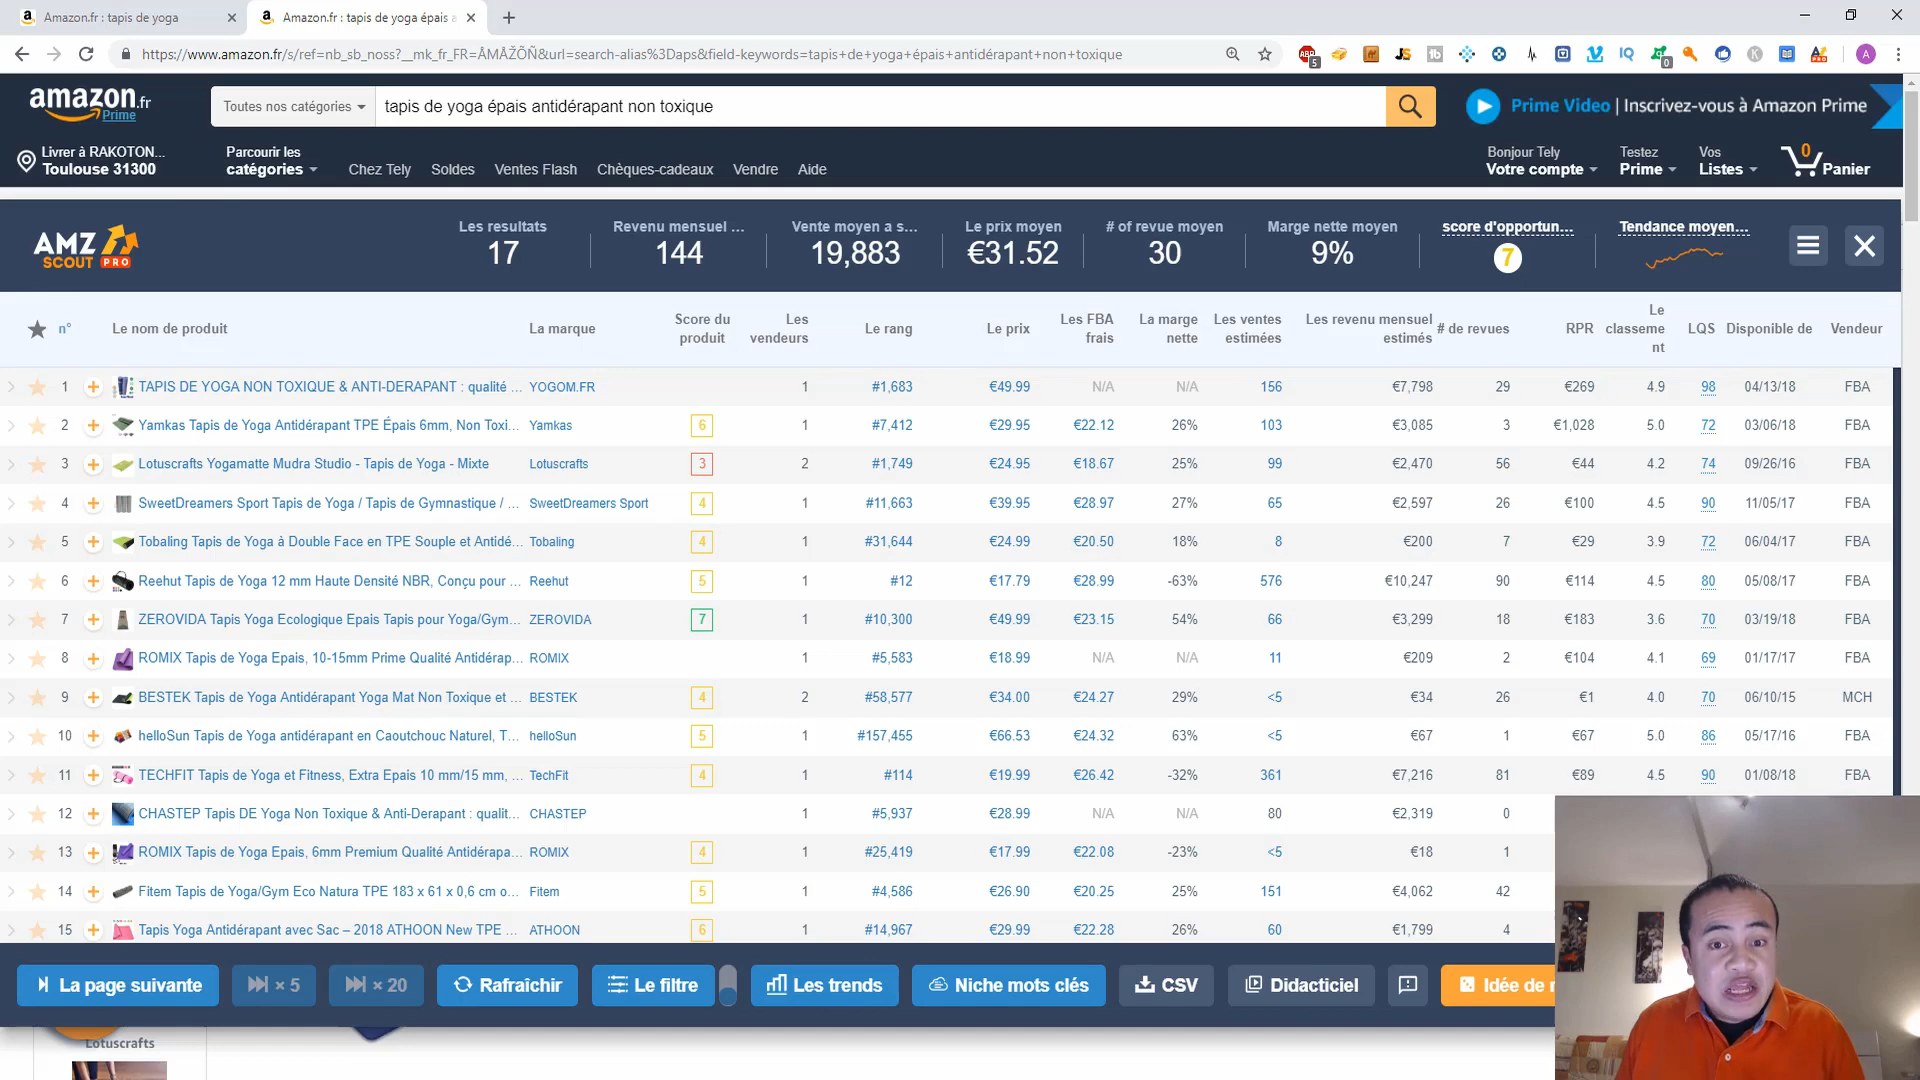 Amazon.fr : tapis de yoga
Amazon.fr : tapis de yoga épais a
https://www.amazon.fr/s/ref=nb_sb_noss?__mk_fr_FR=ÅMÅŽÕÑ&url=search-alias%3Daps&field-keywords=tapis+de+yoga+épais+antidérapant+non+toxique
amazon.fr
Prime
Toutes nos catégories
tapis de yoga épais antidérapant non toxique
Prime Video | Inscrivez-vous à Amazon Prime
Livrer à RAKOTON...
Toulouse 31300
Parcourir les
catégories
Chez Tely
Soldes
Ventes Flash
Chèques-cadeaux
Vendre
Aide
Bonjour Tely
Votre compte
Testez
Prime
Vos
Listes
0
Panier
AMZ
SCOUT PRO
Les resultats
17
Revenu mensuel ...
144
Vente moyen a s...
19,883
Le prix moyen
€31.52
# of revue moyen
30
Marge nette moyen
9%
score d'opportun...
7
Tendance moyen...
n° Le nom de produit La marque Score du produit Les vendeurs Le rang Le prix Les FBA frais La marge nette Les ventes estimées Les revenu mensuel estimés # de revues RPR Le classeme nt LQS Disponible de Vendeur
1 TAPIS DE YOGA NON TOXIQUE & ANTI-DERAPANT : qualité ... YOGOM.FR 1 #1,683 €49.99 N/A N/A 156 €7,798 29 €269 4.9 98 04/13/18 FBA
2 Yamkas Tapis de Yoga Antidérapant TPE Épais 6mm, Non Toxi... Yamkas 6 1 #7,412 €29.95 €22.12 26% 103 €3,085 3 €1,028 5.0 72 03/06/18 FBA
3 Lotuscrafts Yogamatte Mudra Studio - Tapis de Yoga - Mixte Lotuscrafts 3 2 #1,749 €24.95 €18.67 25% 99 €2,470 56 €44 4.2 74 09/26/16 FBA
4 SweetDreamers Sport Tapis de Yoga / Tapis de Gymnastique / ... SweetDreamers Sport 4 1 #11,663 €39.95 €28.97 27% 65 €2,597 26 €100 4.5 90 11/05/17 FBA
5 Tobaling Tapis de Yoga à Double Face en TPE Souple et Antidé... Tobaling 4 1 #31,644 €24.99 €20.50 18% 8 €200 7 €29 3.9 72 06/04/17 FBA
6 Reehut Tapis de Yoga 12 mm Haute Densité NBR, Conçu pour ... Reehut 5 1 #12 €17.79 €28.99 -63% 576 €10,247 90 €114 4.5 80 05/08/17 FBA
7 ZEROVIDA Tapis Yoga Ecologique Epais Tapis pour Yoga/Gym... ZEROVIDA 7 1 #10,300 €49.99 €23.15 54% 66 €3,299 18 €183 3.6 70 03/19/18 FBA
8 ROMIX Tapis de Yoga Epais, 10-15mm Prime Qualité Antidérap... ROMIX 1 #5,583 €18.99 N/A N/A 11 €209 2 €104 4.1 69 01/17/17 FBA
9 BESTEK Tapis de Yoga Antidérapant Yoga Mat Non Toxique et ... BESTEK 4 2 #58,577 €34.00 €24.27 29% <5 €34 26 €1 4.0 70 06/10/15 MCH
10 helloSun Tapis de Yoga antidérapant en Caoutchouc Naturel, T... helloSun 5 1 #157,455 €66.53 €24.32 63% <5 €67 1 €67 5.0 86 05/17/16 FBA
11 TECHFIT Tapis de Yoga et Fitness, Extra Epais 10 mm/15 mm, ... TechFit 4 1 #114 €19.99 €26.42 -32% 361 €7,216 81 €89 4.5 90 01/08/18 FBA
12 CHASTEP Tapis DE Yoga Non Toxique & Anti-Derapant : qualit... CHASTEP 1 #5,937 €28.99 N/A N/A 80 €2,319 0
13 ROMIX Tapis de Yoga Epais, 6mm Premium Qualité Antidérapa... ROMIX 4 1 #25,419 €17.99 €22.08 -23% <5 €18 1
14 Fitem Tapis de Yoga/Gym Eco Natura TPE 183 x 61 x 0,6 cm o... Fitem 5 1 #4,586 €26.90 €20.25 25% 151 €4,062 42
15 Tapis Yoga Antidérapant avec Sac – 2018 ATHOON New TPE ... ATHOON 6 1 #14,967 €29.99 €22.28 26% 60 €1,799 4
La page suivante
× 5
× 20
Rafraîchir
Le filtre
Les trends
Niche mots clés
CSV
Didacticiel
Idée de
Lotuscrafts